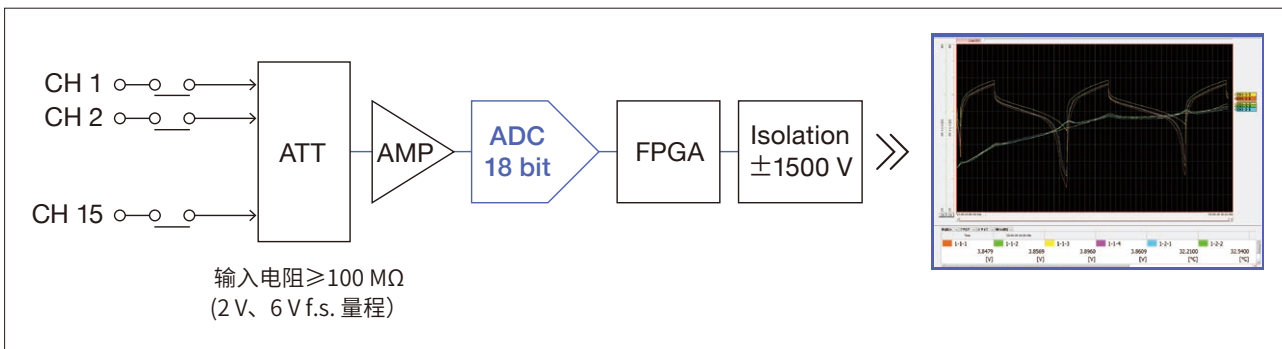 CH 1
CH 2
CH 15
ATT
AMP
ADC
18 bit
FPGA
Isolation
±1500 V
输入电阻≥100 MΩ
(2 V、6 V f.s. 量程）
1-1-1
1-1-2
1-1-3
1-1-4
1-2-1
1-2-2
3.8479
3.8569
3.8960
3.8609
32.2100
32.9400
[V]
[V]
[V]
[V]
[°C]
[°C]